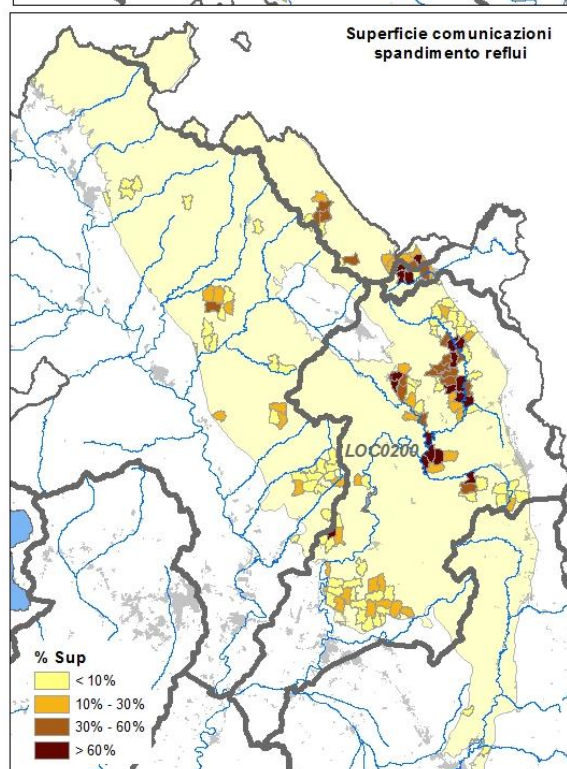 Superficie comunicazioni
spandimento reflui
LOC0200
% Sup
< 10%
10% - 30%
30% - 60%
> 60%